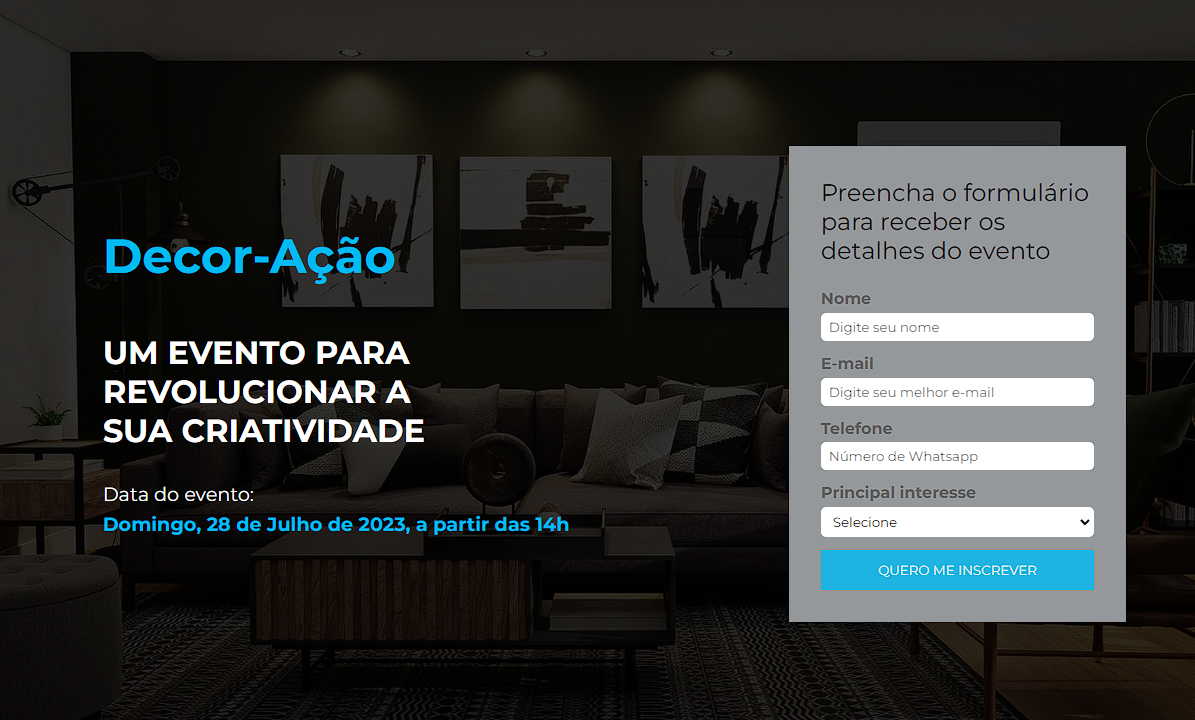 Decor-Ação
UM EVENTO PARA
REVOLUCIONAR A
SUA CRIATIVIDADE
Data do evento:
Domingo, 28 de Julho de 2023, a partir das 14h
Preencha o formulário
para receber os
detalhes do evento
Nome
Digite seu nome
E-mail
Digite seu melhor e-mail
Telefone
Número de Whatsapp
Principal interesse
Selecione
QUERO ME INSCREVER